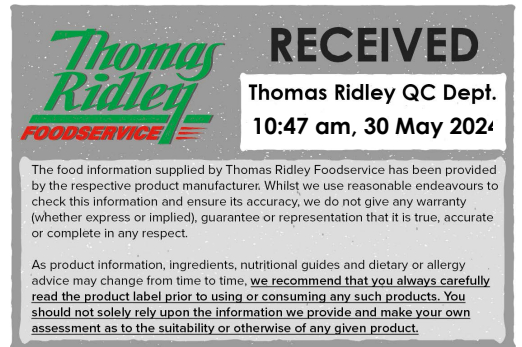 Thomas
Ridley
FOODSERVICE
RECEIVED
Thomas Ridley QC Dept.
10:47 am, 30 May 2024
The food information supplied by Thomas Ridley Foodservice has been provided
by the respective product manufacturer. Whilst we use reasonable endeavours to
check this information and ensure its accuracy, we do not give any warranty
(whether express or implied), guarantee or representation that it is true, accurate
or complete in any respect.
As product information, ingredients, nutritional guides and dietary or allergy
advice may change from time to time, we recommend that you always carefully
read the product label prior to using or consuming any such products. You
should not solely rely upon the information we provide and make your own
assessment as to the suitability or otherwise of any given product.